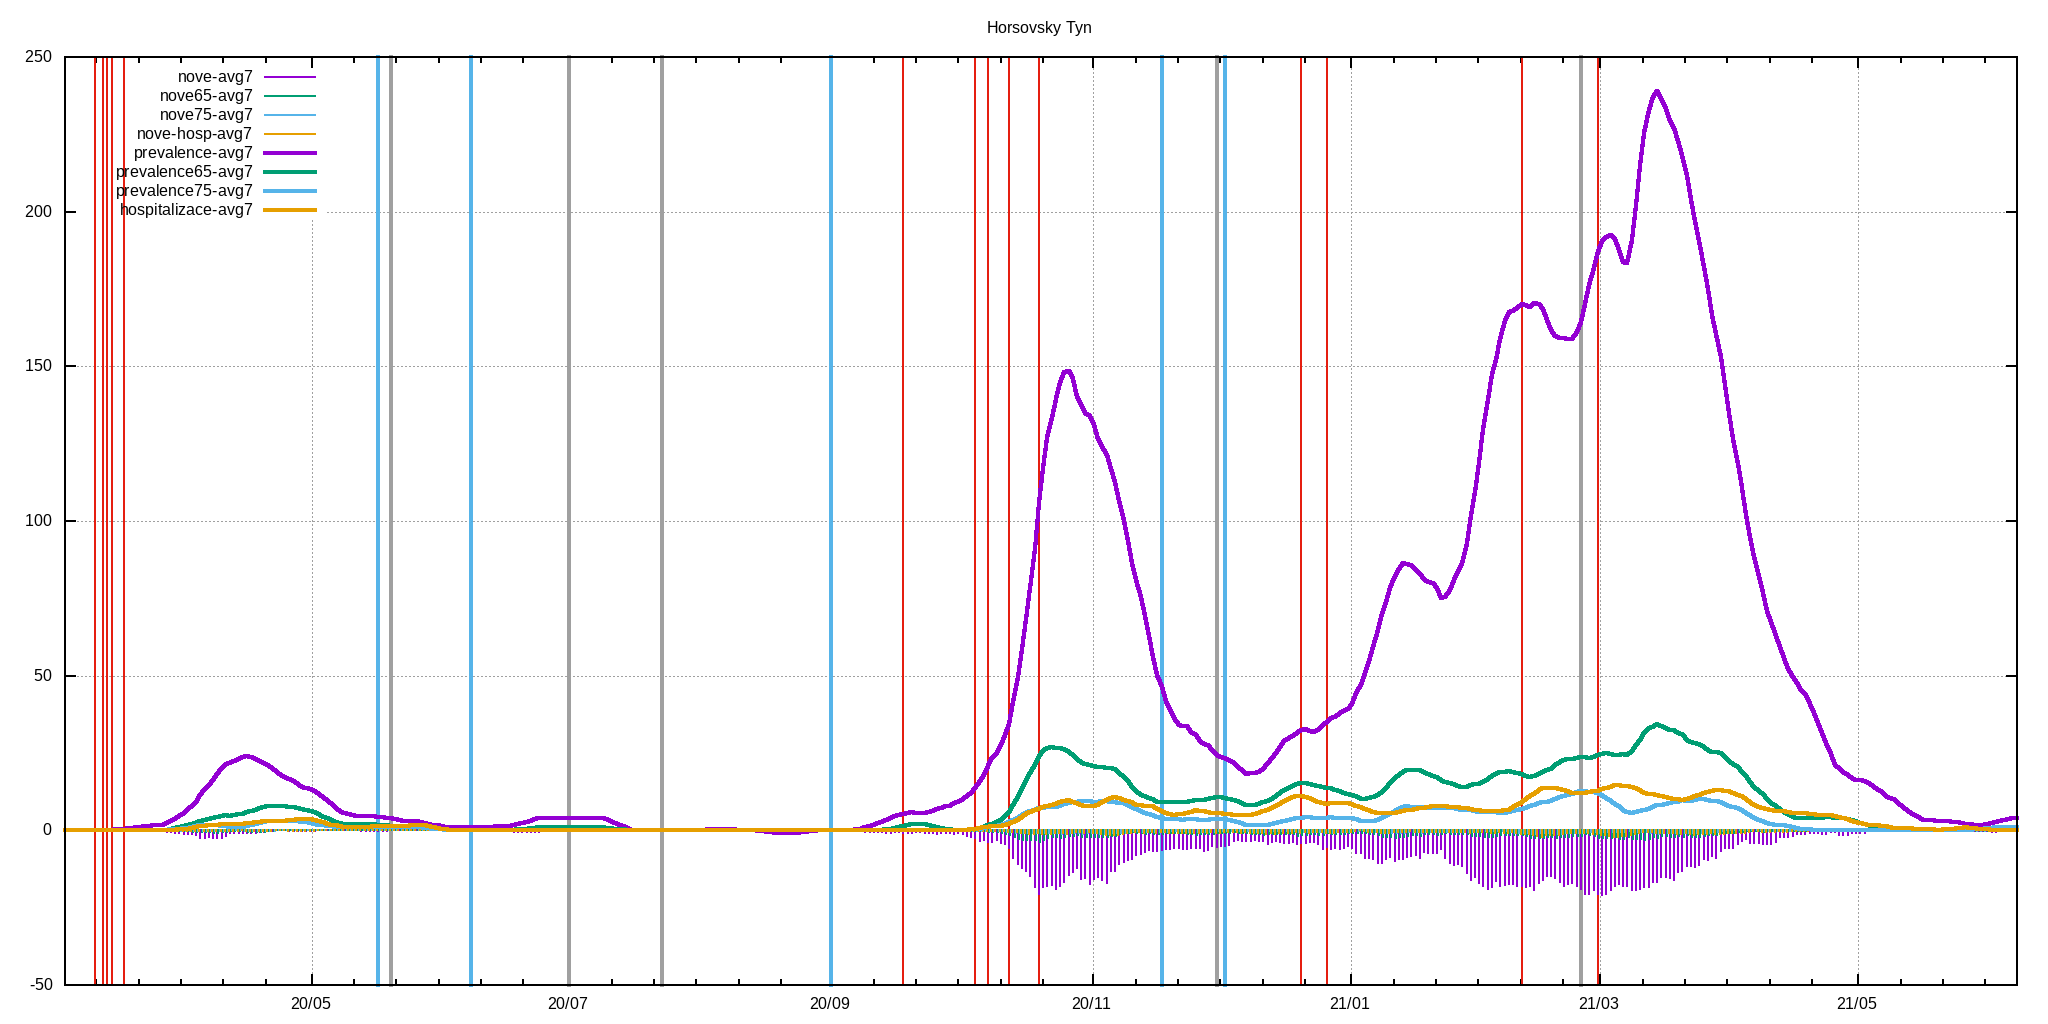 Horsovsky Tyn
250
200
150
100
50
0
-50
nove-avg7
nove65-avg7
nove75-avg7
nove-hosp-avg7
prevalence-avg7
prevalence65-avg7
prevalence75-avg7
hospitalizace-avg7
20/05 20/07 20/09 20/11 21/01 21/03 21/05